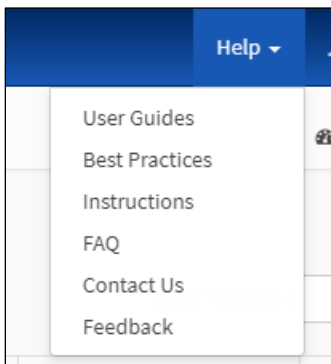 Help
User Guides
Best Practices
Instructions
FAQ
Contact Us
Feedback